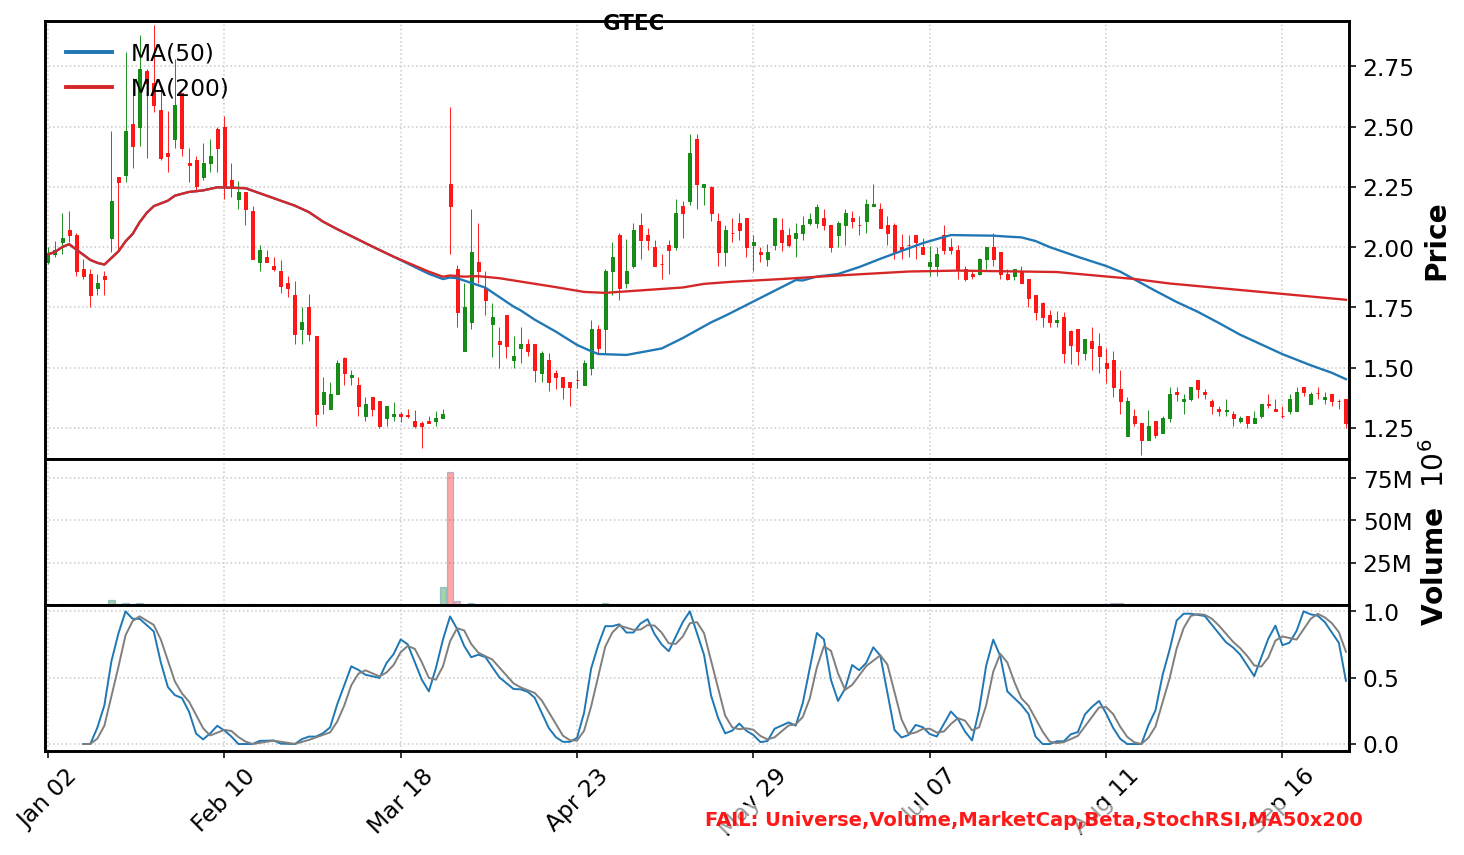 GTEC
MA(50)
MA(200)
2.75
2.50
2.25
2.00
1.75
1.50
1.25
Price
75M
50M
25M
Volume 10^6
1.0
0.5
0.0
Jan 02
Feb 10
Mar 18
Apr 23
May 29
Jul 07
Aug 11
Sep 16
FAIL: Universe,Volume,MarketCap,Beta,StochRSI,MA50x200